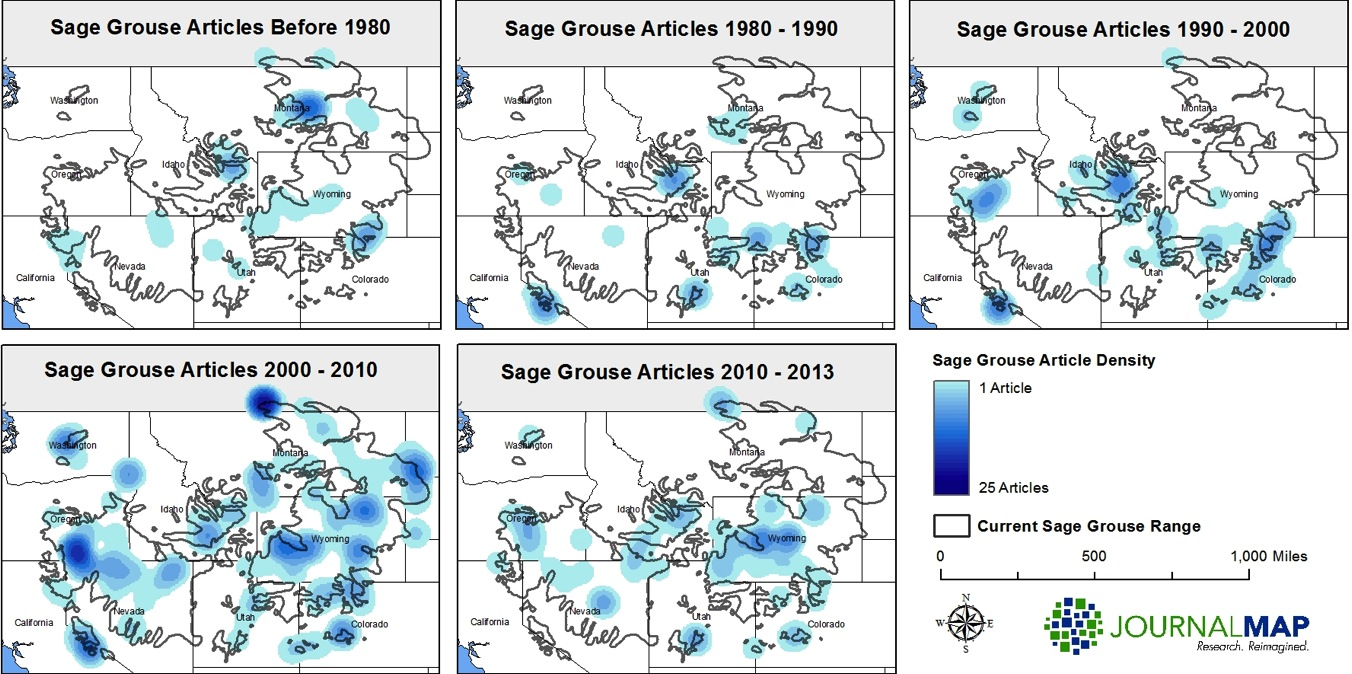 Sage Grouse Articles Before 1980
Washington
Montana
Idaho
Oregon
Wyoming
Nevada
Utah
California
Colorado
Sage Grouse Articles 1980 - 1990
Washington
Montana
Idaho
Oregon
Wyoming
Utah
California
Nevada
Colorado
Sage Grouse Articles 1990 - 2000
Washington
Montana
Idaho
Oregon
Wyoming
Nevada
Utah
California
Colorado
Sage Grouse Articles 2000 - 2010
Washington
Montana
Idaho
Oregon
Wyoming
Nevada
Utah
California
Colorado
Sage Grouse Articles 2010 - 2013
Washington
Montana
Idaho
Oregon
Wyoming
Nevada
Utah
California
Colorado
Sage Grouse Article Density
1 Article
25 Articles
Current Sage Grouse Range
0 500 1,000 Miles
N
W E
S
JOURNALMAP
Research. Reimagined.